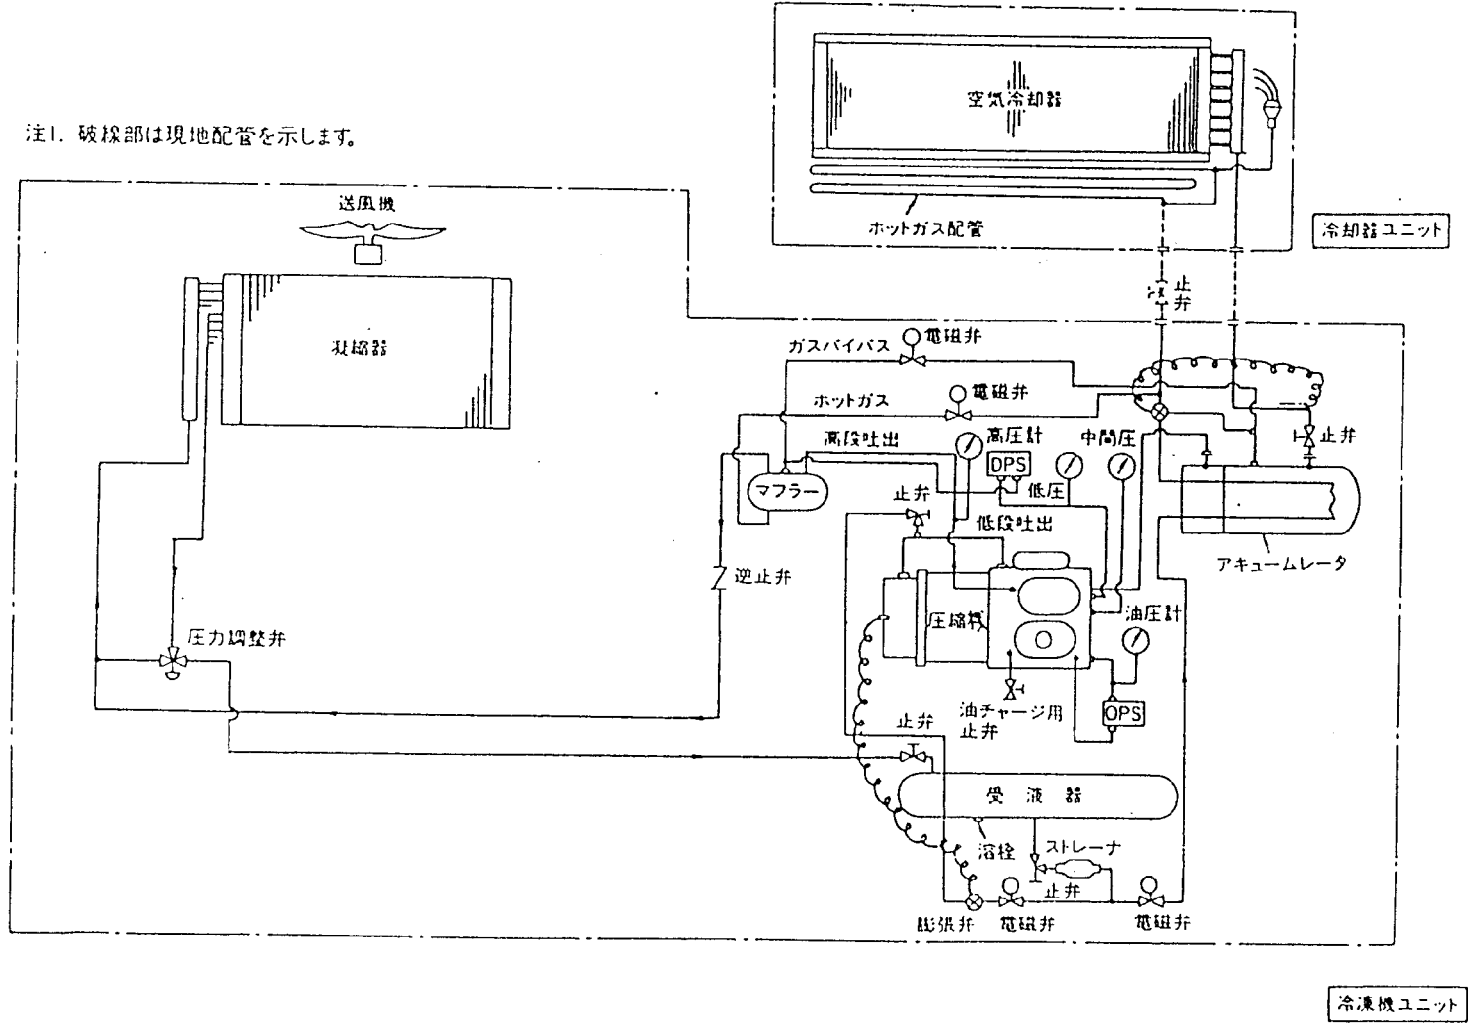 空気冷却器
注1. 破線部は現地配管を示します。
送風機
ホットガス配管
冷却器ユニット
止弁
凝縮器
ガスバイパス
電磁弁
ホットガス
電磁弁
高段吐出
高圧計
中間圧
止弁
DPS
マフラー
止弁
低圧
低段吐出
アキュームレータ
逆止弁
圧縮機
油圧計
圧力調整弁
油チャージ用
止弁
OPS
止弁
受液器
溶栓
ストレーナ
止弁
膨張弁
電磁弁
電磁弁
冷凍機ユニット